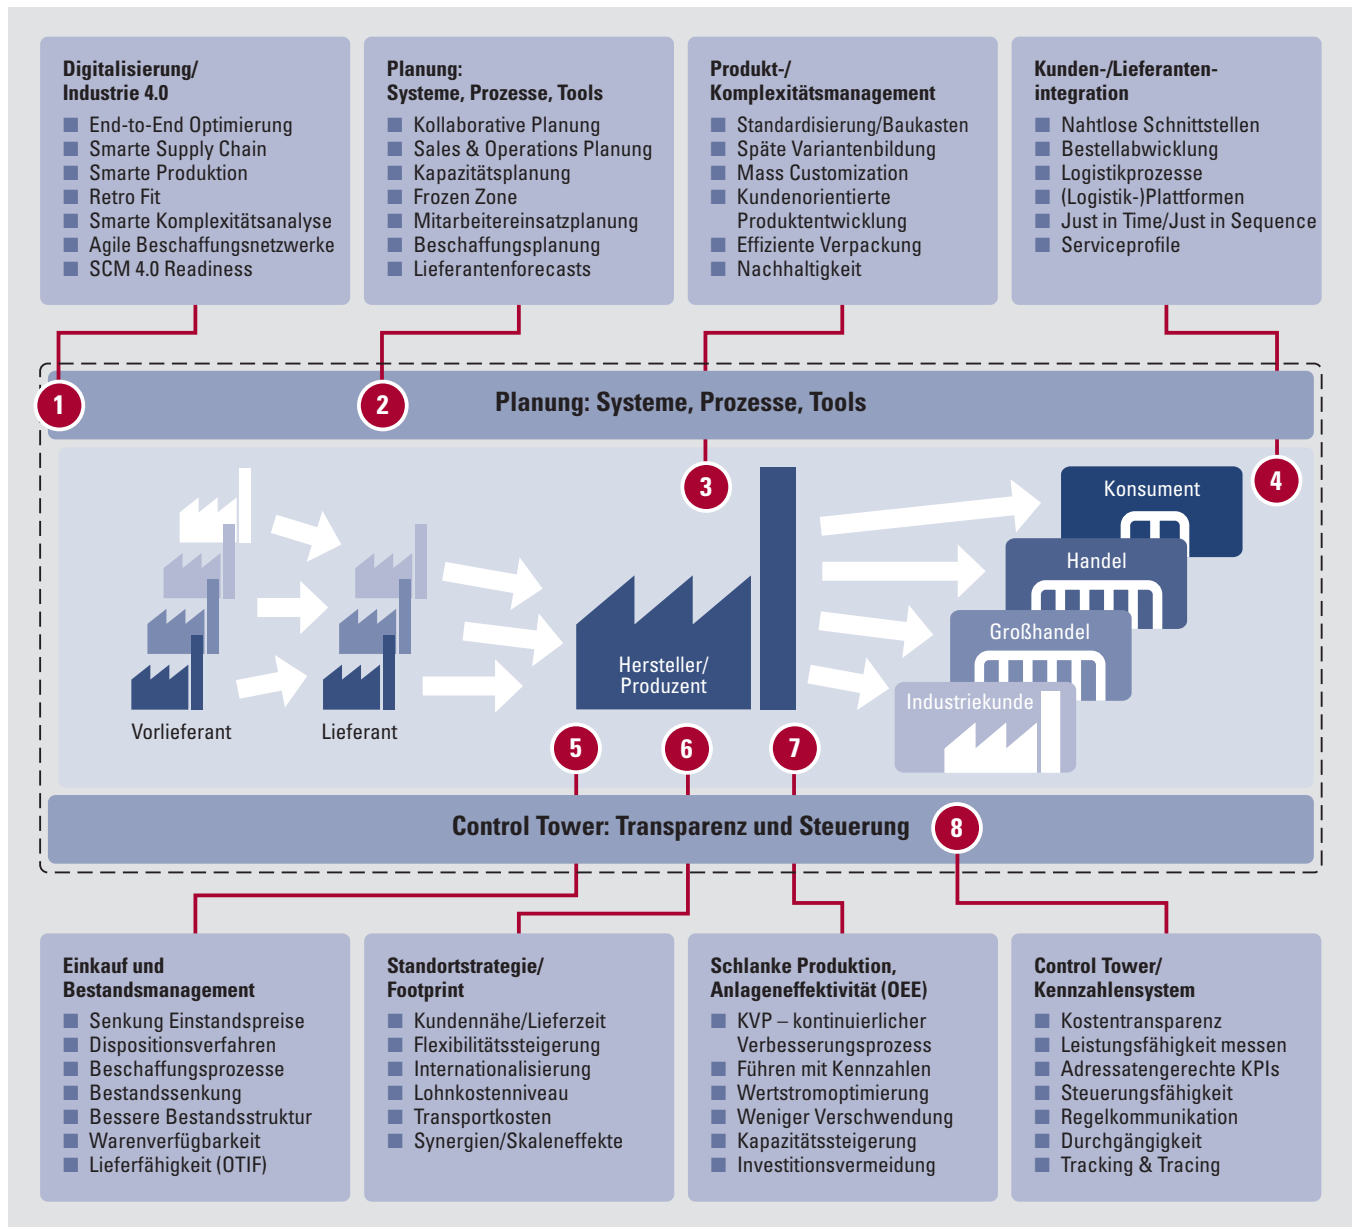 Digitalisierung/
Industrie 4.0
End-to-End Optimierung
Smarte Supply Chain
Smarte Produktion
Retro Fit
Smarte Komplexitätsanalyse
Agile Beschaffungsnetzwerke
SCM 4.0 Readiness
Planung:
Systeme, Prozesse, Tools
Kollaborative Planung
Sales & Operations Planung
Kapazitätsplanung
Frozen Zone
Mitarbeitereinsatzplanung
Beschaffungsplanung
Lieferantenforecasts
Produkt-/
Komplexitätsmanagement
Standardisierung/Baukasten
Späte Variantenbildung
Mass Customization
Kundenorientierte
Produktentwicklung
Effiziente Verpackung
Nachhaltigkeit
Kunden-/Lieferanten-
integration
Nahtlose Schnittstellen
Bestellabwicklung
Logistikprozesse
(Logistik-)Plattformen
Just in Time/Just in Sequence
Serviceprofile
1
2
Planung: Systeme, Prozesse, Tools
3
4
Konsument
Handel
Großhandel
Industriekunde
Hersteller/
Produzent
Vorlieferant
Lieferant
5
6
7
Control Tower: Transparenz und Steuerung
8
Einkauf und
Bestandsmanagement
Senkung Einstandspreise
Dispositionsverfahren
Beschaffungsprozesse
Bestandssenkung
Bessere Bestandsstruktur
Warenverfügbarkeit
Lieferfähigkeit (OTIF)
Standortstrategie/
Footprint
Kundennähe/Lieferzeit
Flexibilitätssteigerung
Internationalisierung
Lohnkostenniveau
Transportkosten
Synergien/Skaleneffekte
Schlanke Produktion,
Anlageneffektivität (OEE)
KVP – kontinuierlicher
Verbesserungsprozess
Führen mit Kennzahlen
Wertstromoptimierung
Weniger Verschwendung
Kapazitätssteigerung
Investitionsvermeidung
Control Tower/
Kennzahlensystem
Kostentransparenz
Leistungsfähigkeit messen
Adressatengerechte KPIs
Steuerungsfähigkeit
Regelkommunikation
Durchgängigkeit
Tracking & Tracing